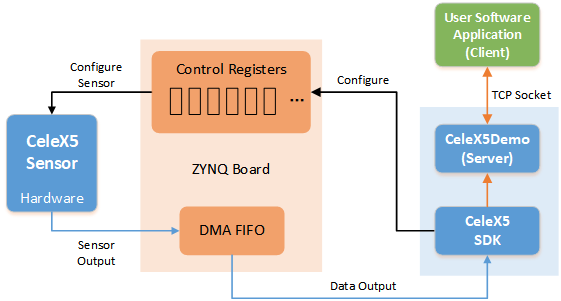 User Software
Application
(Client)
Configure
Sensor
Control Registers
...
Configure
TCP Socket
CeleX5
Sensor
Hardware
ZYNQ Board
CeleX5Demo
(Server)
Sensor
Output
DMA FIFO
CeleX5
SDK
Data Output